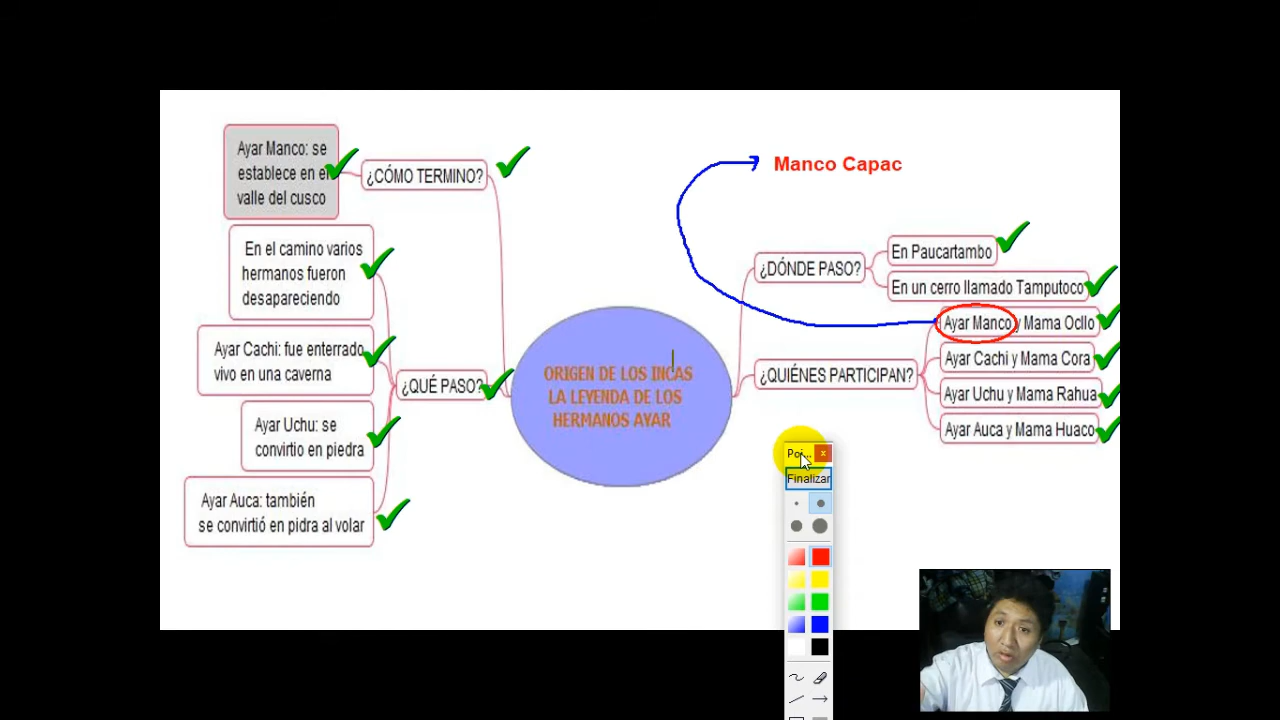 Ayar Manco: se
establece en el
valle del cusco
¿CÓMO TERMINO?
En el camino varios
hermanos fueron
desapareciendo
Ayar Cachi: fue enterrado
vivo en una caverna
¿QUÉ PASO?
Ayar Uchu: se
convirtio en piedra
Ayar Auca: también
se convirtió en pidra al volar
ORIGEN DE LOS INCAS
LA LEYENDA DE LOS
HERMANOS AYAR
Manco Capac
¿DÓNDE PASO?
En Paucartambo
En un cerro llamado Tamputoco
¿QUIÉNES PARTICIPAN?
Ayar Manco y Mama Ocllo
Ayar Cachi y Mama Cora
Ayar Uchu y Mama Rahua
Ayar Auca y Mama Huaco
Poi... x
Finalizar